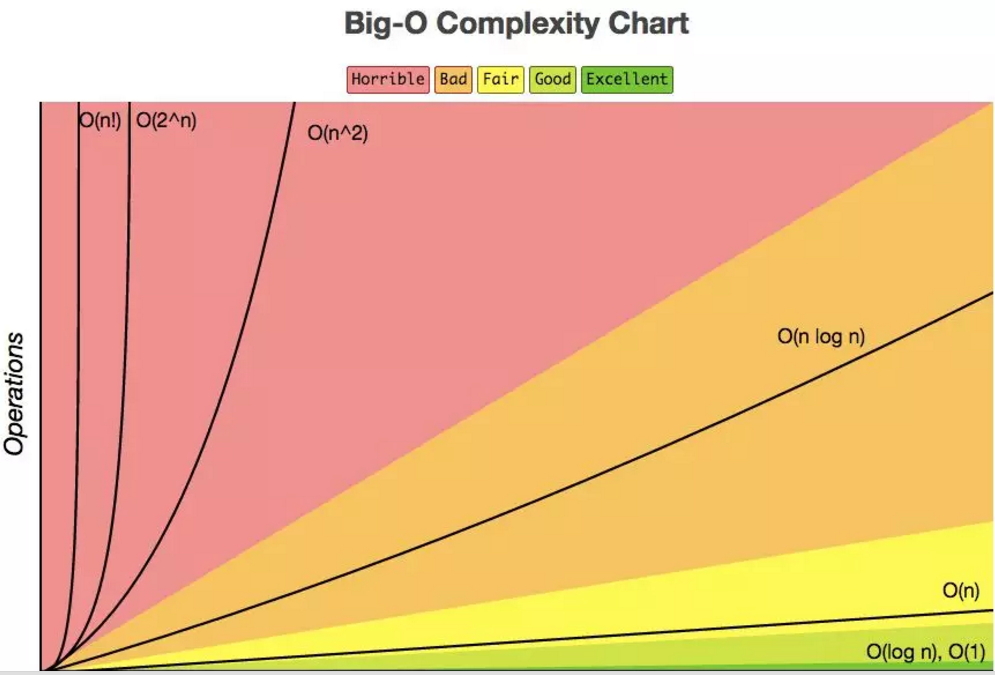 Big-O Complexity Chart
Horrible Bad Fair Good Excellent
O(n!) O(2^n)
O(n^2)
O(n log n)
Operations
O(n)
O(log n), O(1)